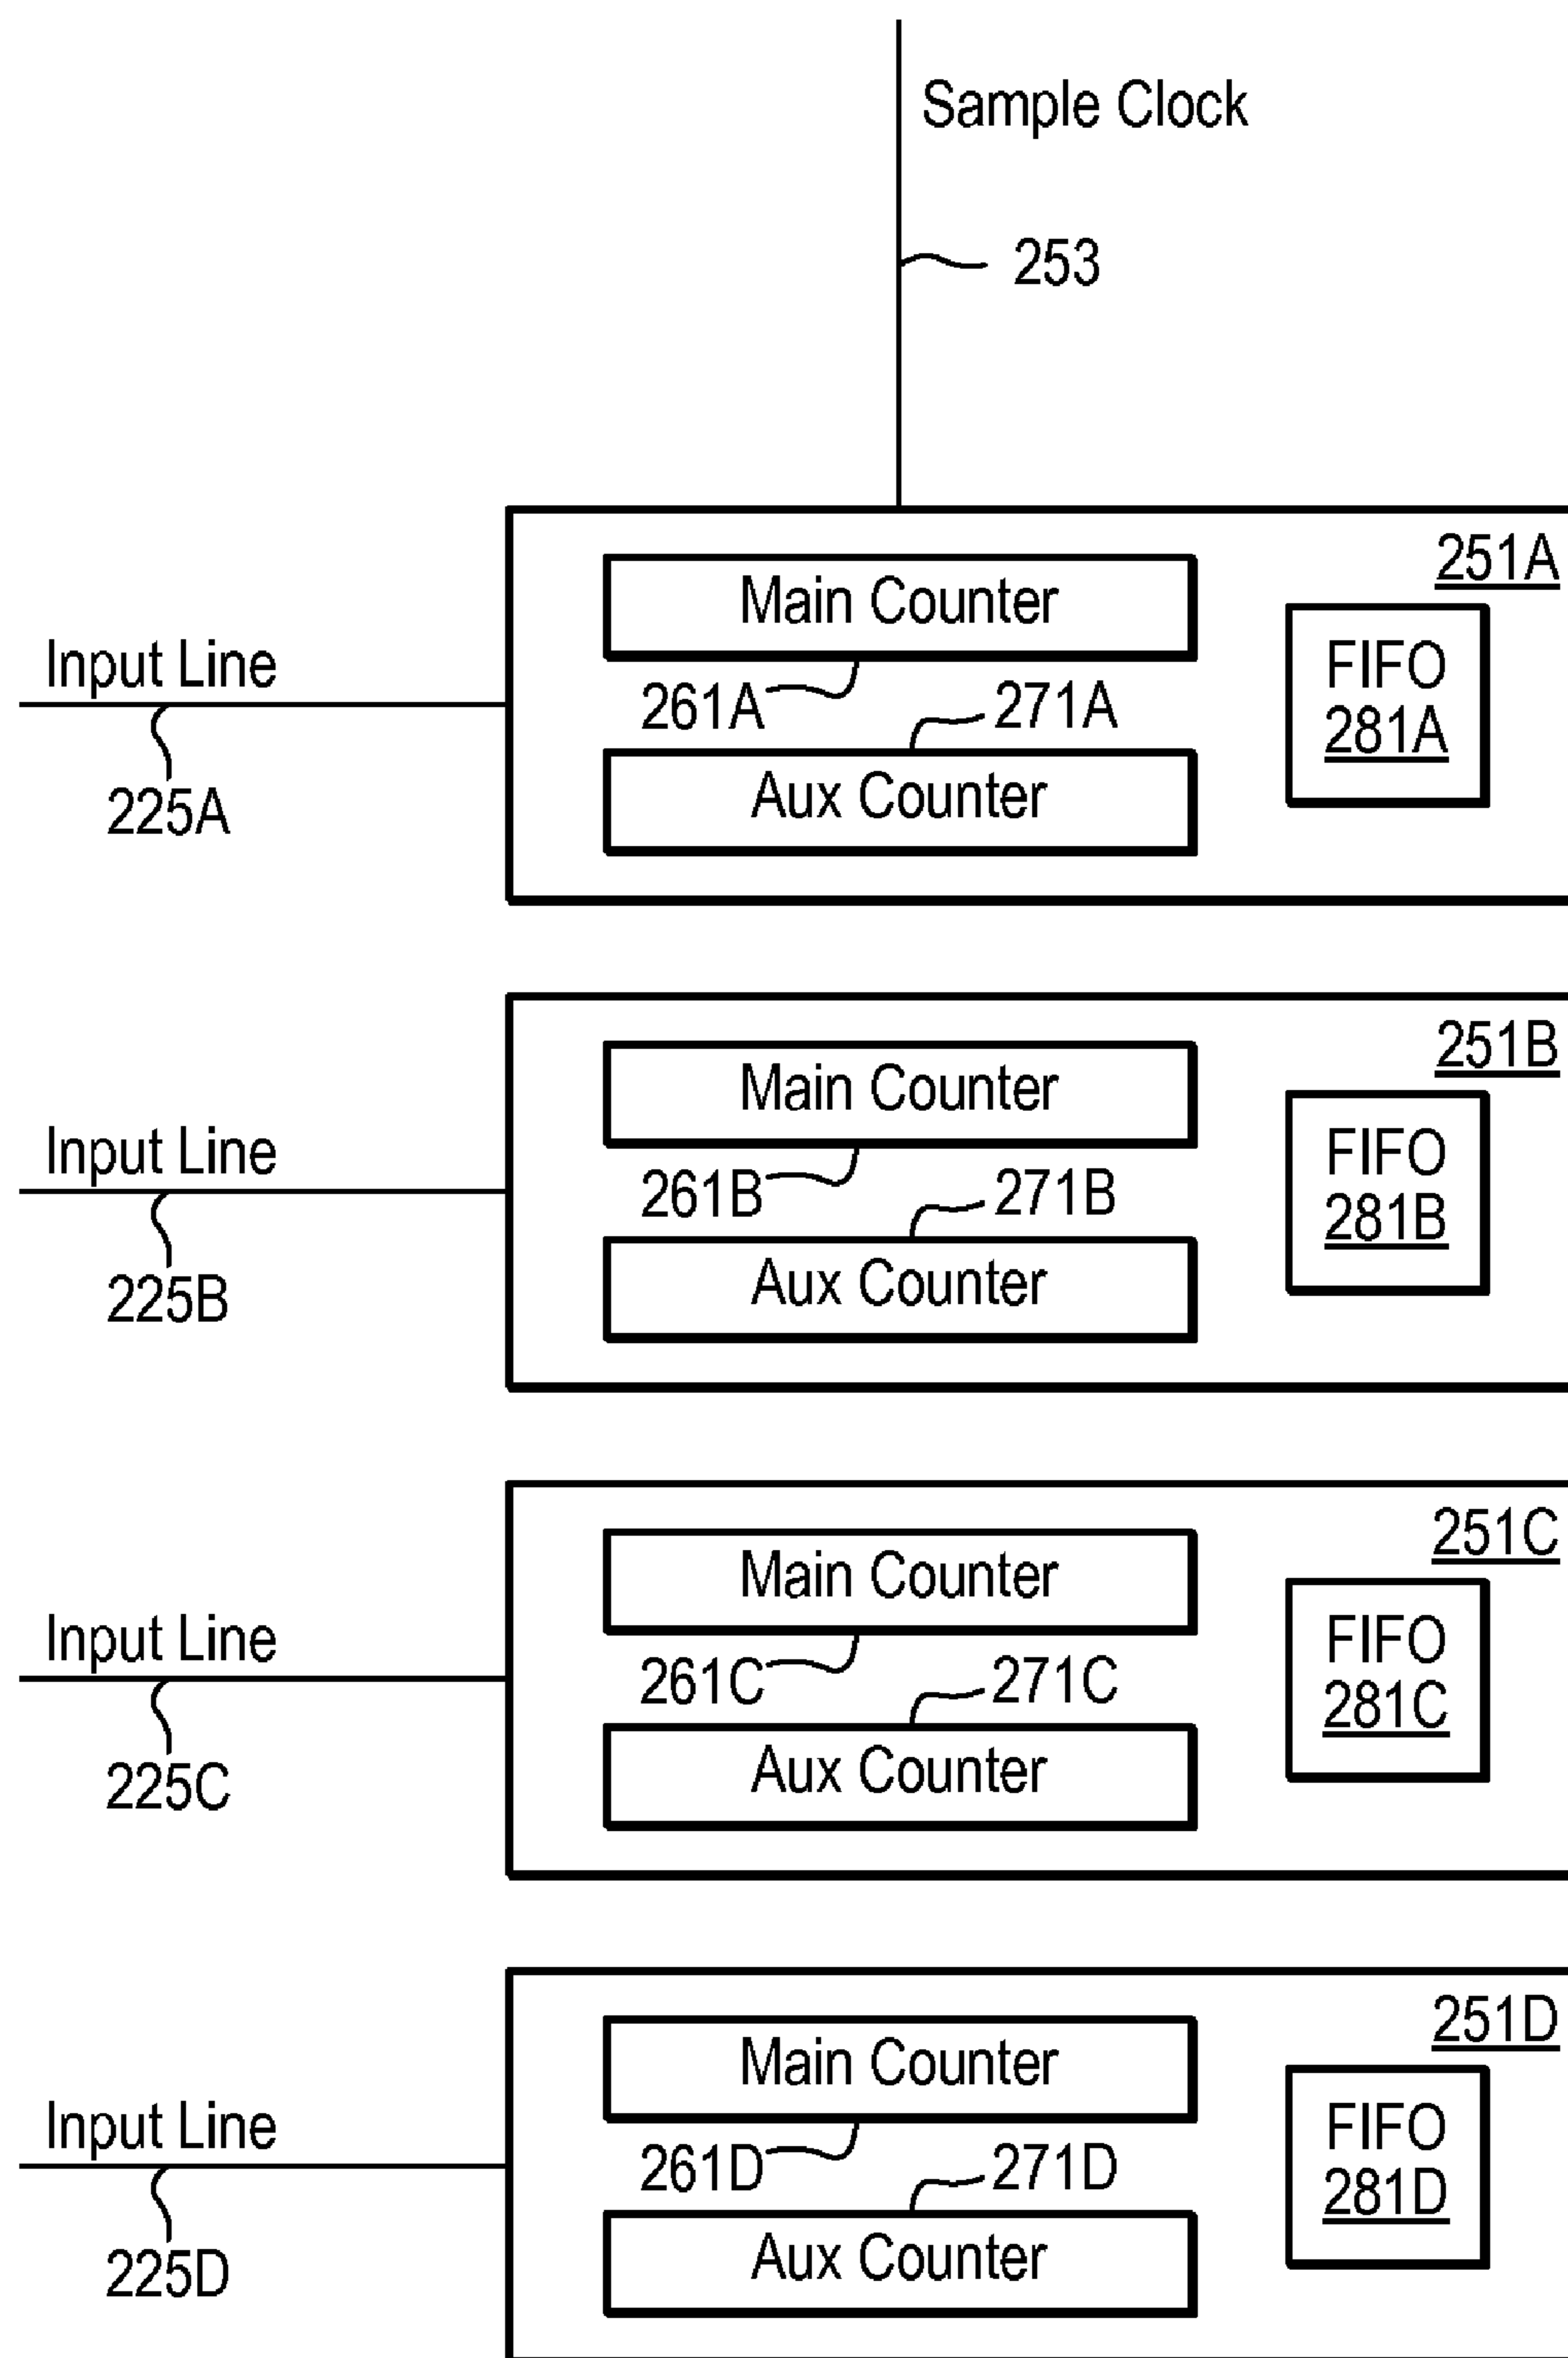 Sample Clock
253
251A
Main Counter
FIFO
281A
Input Line
225A
261A
271A
Aux Counter
251B
Main Counter
FIFO
281B
Input Line
225B
261B
271B
Aux Counter
251C
Main Counter
FIFO
281C
Input Line
225C
261C
271C
Aux Counter
251D
Main Counter
FIFO
281D
Input Line
225D
261D
271D
Aux Counter